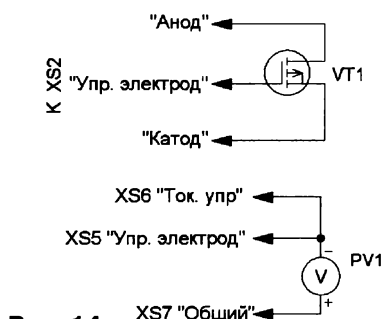 "Анод"
К XS2
"Упр. электрод"
VT1
"Катод"
XS6 "Ток. упр"
XS5 "Упр. электрод"
PV1
−
V
+
XS7 "Общий"